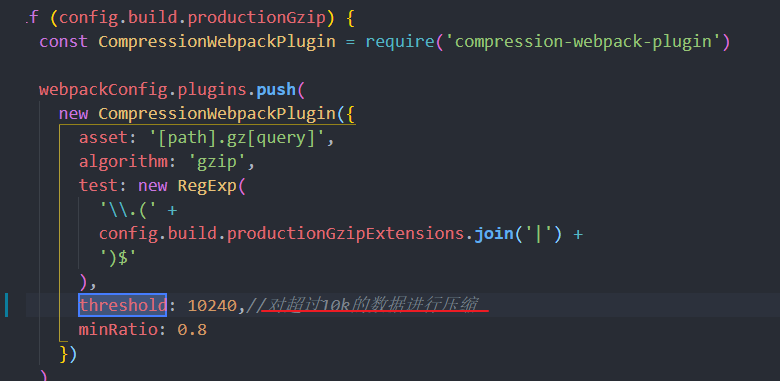 if (config.build.productionGzip) {
const CompressionWebpackPlugin = require('compression-webpack-plugin')
webpackConfig.plugins.push(
new CompressionWebpackPlugin({
asset: '[path].gz[query]',
algorithm: 'gzip',
test: new RegExp(
'\\.(' +
config.build.productionGzipExtensions.join('|') +
')$'
),
threshold: 10240,//对超过10k的数据进行压缩
minRatio: 0.8
})
)